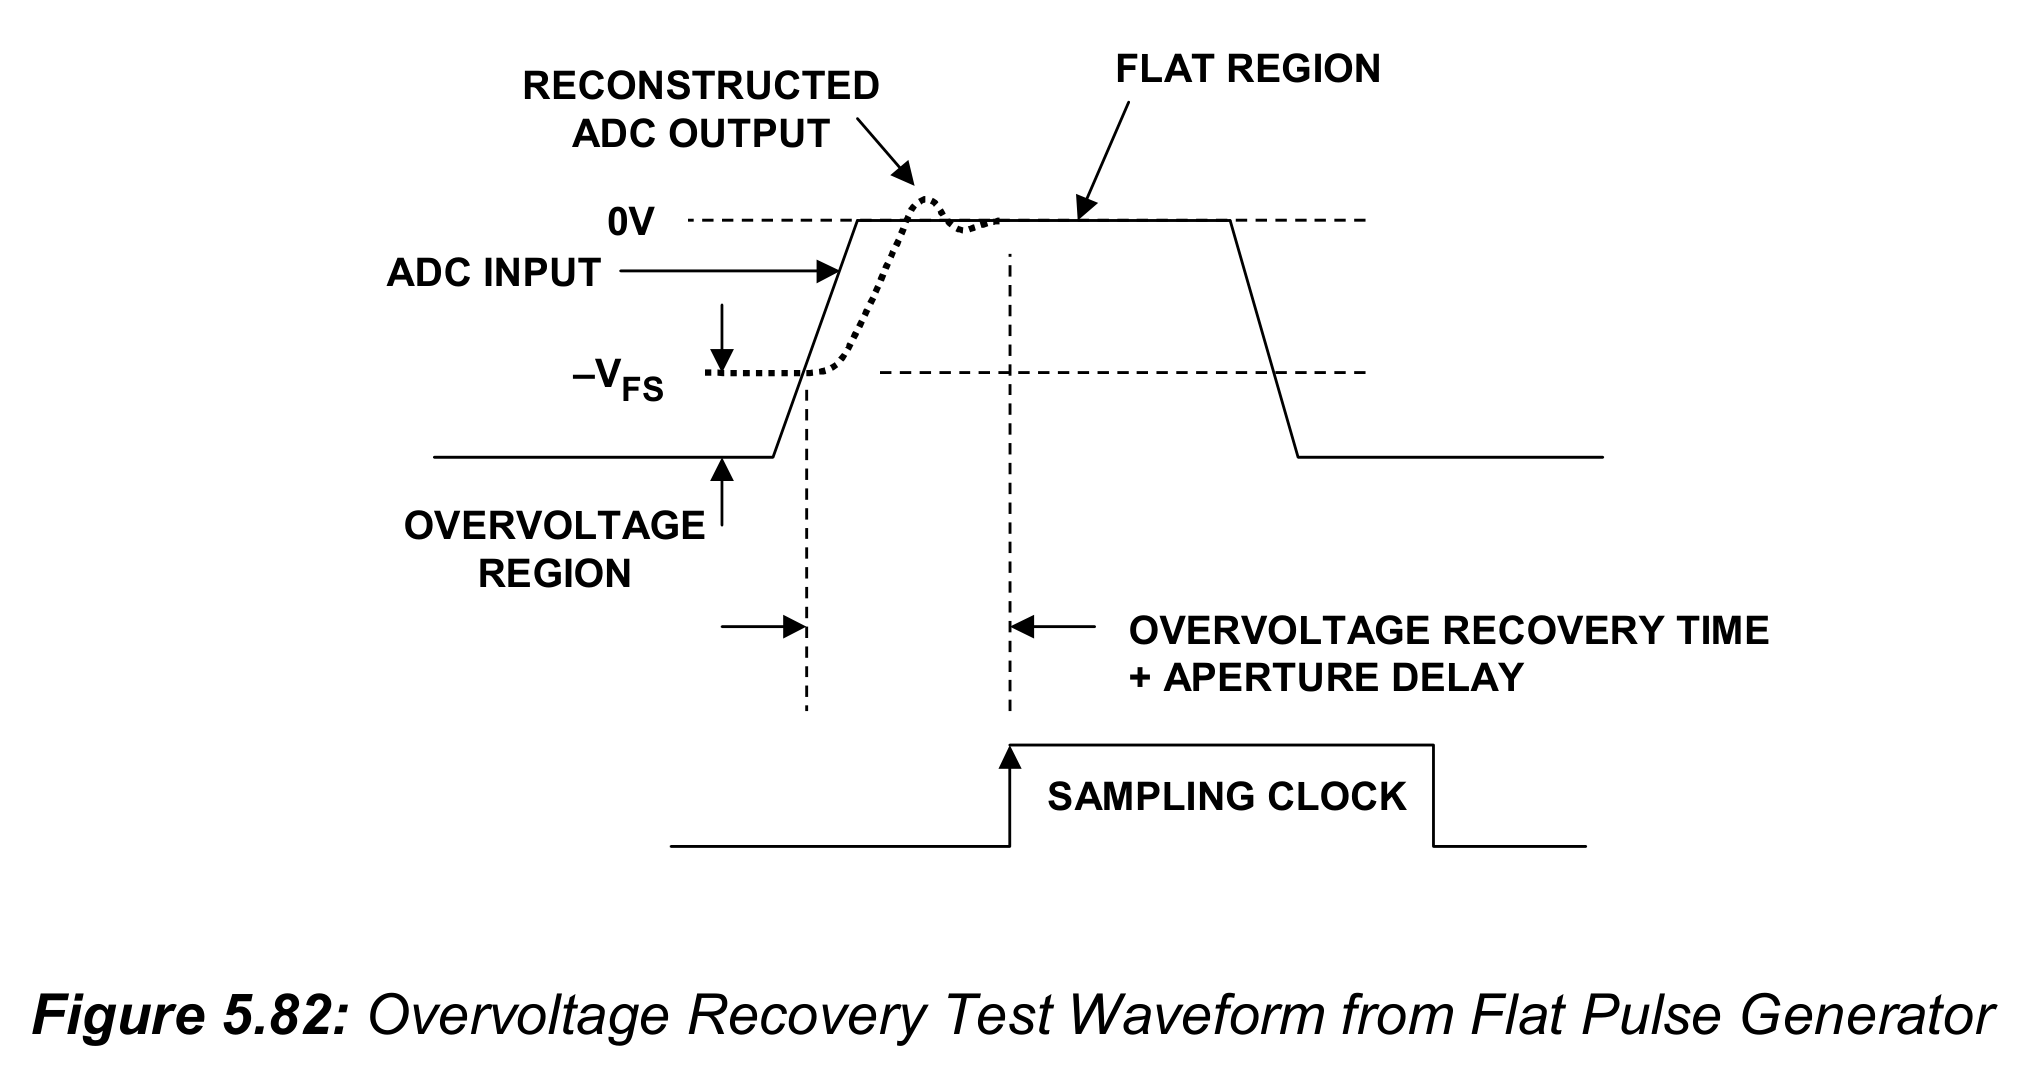 RECONSTRUCTED
ADC OUTPUT
FLAT REGION
0V
ADC INPUT
–VFS
OVERVOLTAGE
REGION
OVERVOLTAGE RECOVERY TIME
+ APERTURE DELAY
SAMPLING CLOCK
Figure 5.82: Overvoltage Recovery Test Waveform from Flat Pulse Generator